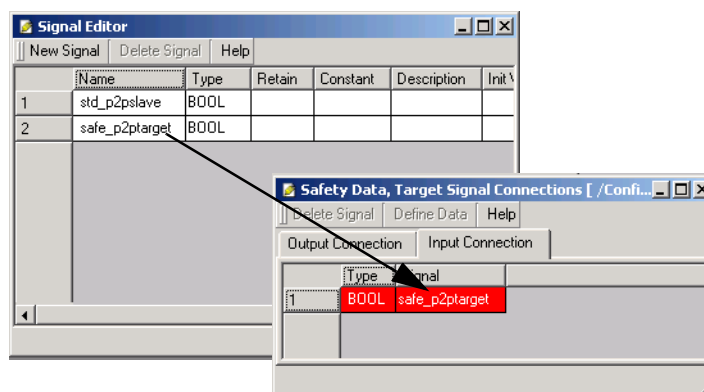 Signal Editor
New Signal Delete Signal Help
Name Type Retain Constant Description Init
1 std_p2pslave BOOL
2 safe_p2ptarget BOOL
Safety Data, Target Signal Connections [ /Confi...
Delete Signal Define Data Help
Output Connection Input Connection
Type Signal
1 BOOL safe_p2ptarget